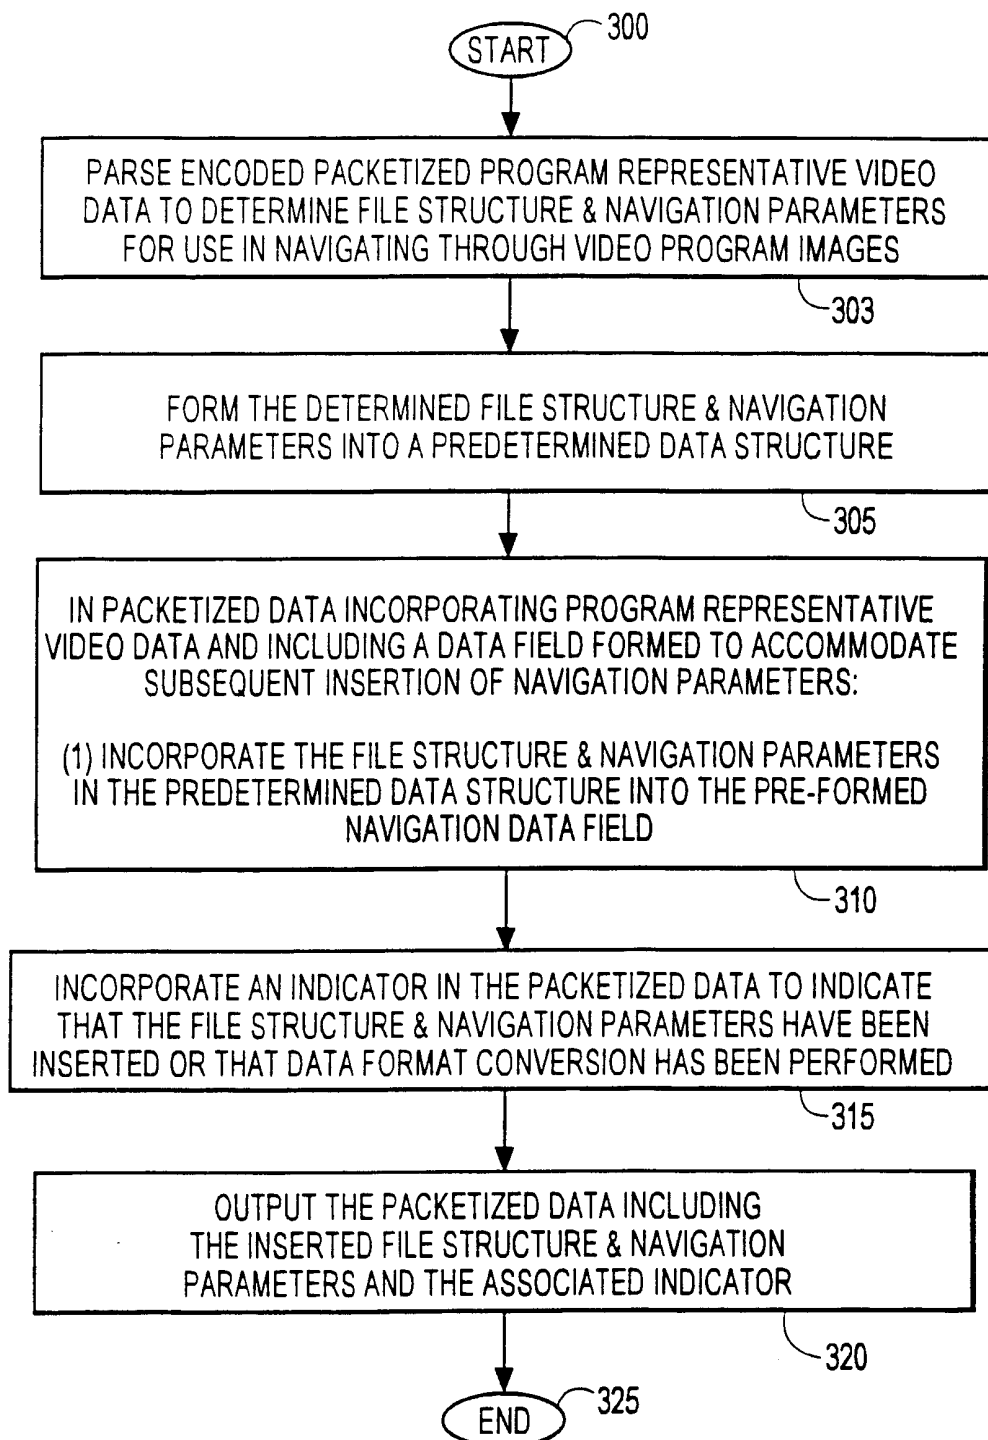 START
300
PARSE ENCODED PACKETIZED PROGRAM REPRESENTATIVE VIDEO
DATA TO DETERMINE FILE STRUCTURE & NAVIGATION PARAMETERS
FOR USE IN NAVIGATING THROUGH VIDEO PROGRAM IMAGES
303
FORM THE DETERMINED FILE STRUCTURE & NAVIGATION
PARAMETERS INTO A PREDETERMINED DATA STRUCTURE
305
IN PACKETIZED DATA INCORPORATING PROGRAM REPRESENTATIVE
VIDEO DATA AND INCLUDING A DATA FIELD FORMED TO ACCOMMODATE
SUBSEQUENT INSERTION OF NAVIGATION PARAMETERS:
(1) INCORPORATE THE FILE STRUCTURE & NAVIGATION PARAMETERS
IN THE PREDETERMINED DATA STRUCTURE INTO THE PRE-FORMED
NAVIGATION DATA FIELD
310
INCORPORATE AN INDICATOR IN THE PACKETIZED DATA TO INDICATE
THAT THE FILE STRUCTURE & NAVIGATION PARAMETERS HAVE BEEN
INSERTED OR THAT DATA FORMAT CONVERSION HAS BEEN PERFORMED
315
OUTPUT THE PACKETIZED DATA INCLUDING
THE INSERTED FILE STRUCTURE & NAVIGATION
PARAMETERS AND THE ASSOCIATED INDICATOR
320
END
325